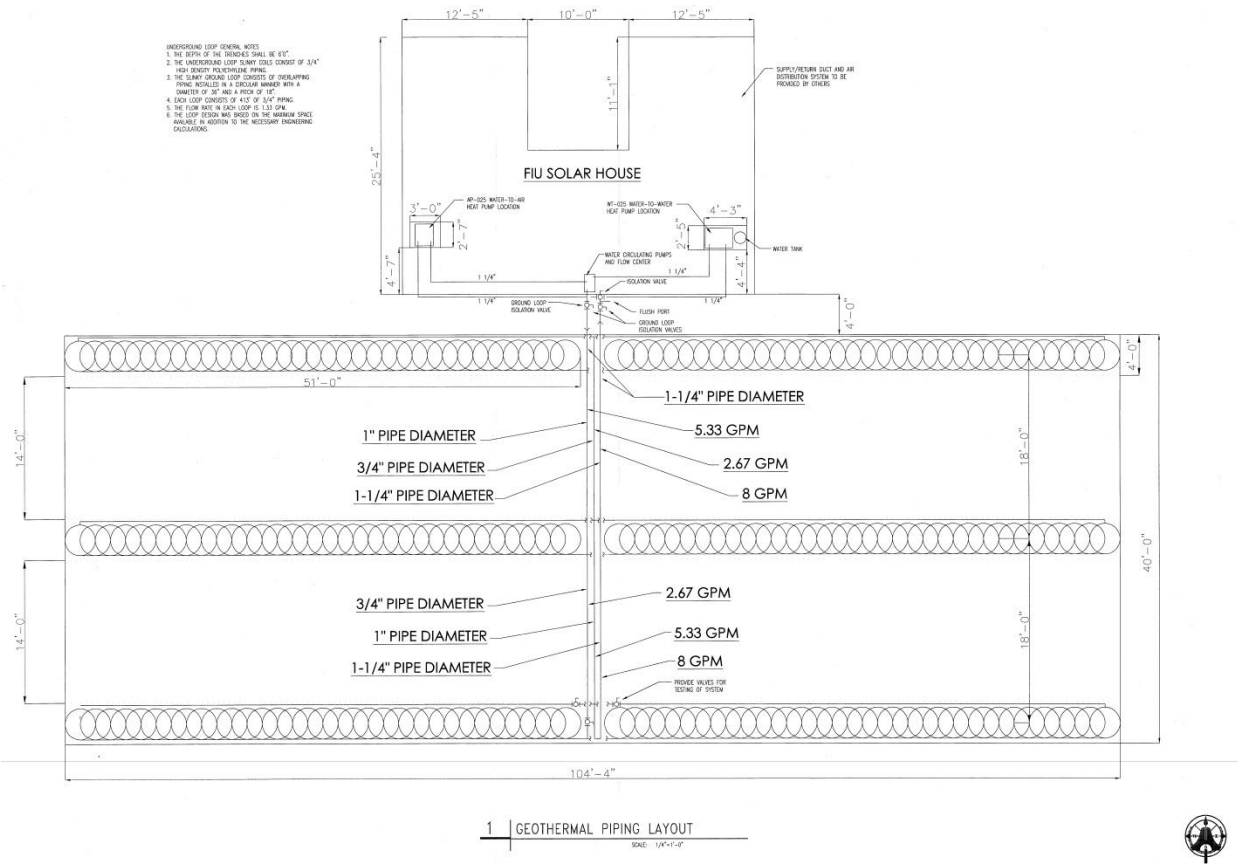 12'-5"
10'-0"
12'-5"
UNDERGROUND LOOP GENERAL NOTES
1. THE DEPTH OF THE TRENCHES SHALL BE 6'0".
2. THE UNDERGROUND LOOP SLINKY COILS CONSIST OF 3/4"
HIGH DENSITY POLYETHYLENE PIPING.
3. THE SLINKY GROUND LOOP CONSISTS OF OVERLAPPING
PIPING INSTALLED IN A CIRCULAR MANNER WITH A
DIAMETER OF 36" AND A PITCH OF 18".
4. EACH LOOP CONSISTS OF 413' OF 3/4" PIPING.
5. THE FLOW RATE IN EACH LOOP IS 1.33 GPM.
6. THE LOOP DESIGN WAS BASED ON THE MAXIMUM SPACE
AVAILABLE IN ADDITION TO THE NECESSARY ENGINEERING
CALCULATIONS.
SUPPLY/RETURN DUCT AND AIR
DISTRIBUTION SYSTEM TO BE
PROVIDED BY OTHERS
11'-1"
25'-4"
FIU SOLAR HOUSE
AP-025 WATER-TO-AIR
HEAT PUMP LOCATION
WT-025 WATER-TO-WATER
HEAT PUMP LOCATION
3'-0"
2'-7"
4'-3"
2'-5"
WATER TANK
4'-7"
WATER CIRCULATING PUMPS
AND FLOW CENTER
4'-4"
1 1/4"
1 1/4"
ISOLATION VALVE
1 1/4"
1 1/4"
GROUND LOOP
ISOLATION VALVE
FLUSH PORT
GROUND LOOP
ISOLATION VALVES
4'-0"
4'-0"
51'-0"
1-1/4" PIPE DIAMETER
1" PIPE DIAMETER
5.33 GPM
14'-0"
18'-0"
3/4" PIPE DIAMETER
2.67 GPM
1-1/4" PIPE DIAMETER
8 GPM
40'-0"
3/4" PIPE DIAMETER
2.67 GPM
14'-0"
18'-0"
1" PIPE DIAMETER
5.33 GPM
1-1/4" PIPE DIAMETER
8 GPM
PROVIDE VALVES FOR
TESTING OF SYSTEM
104'-4"
1 GEOTHERMAL PIPING LAYOUT
SCALE: 1/4"=1'-0"